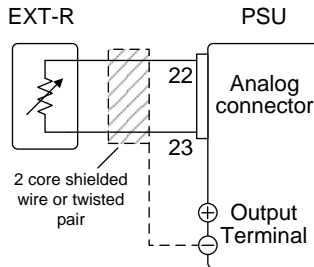 EXT-R
PSU
22
Analog
connector
23
2 core shielded
wire or twisted
pair
Output
Terminal